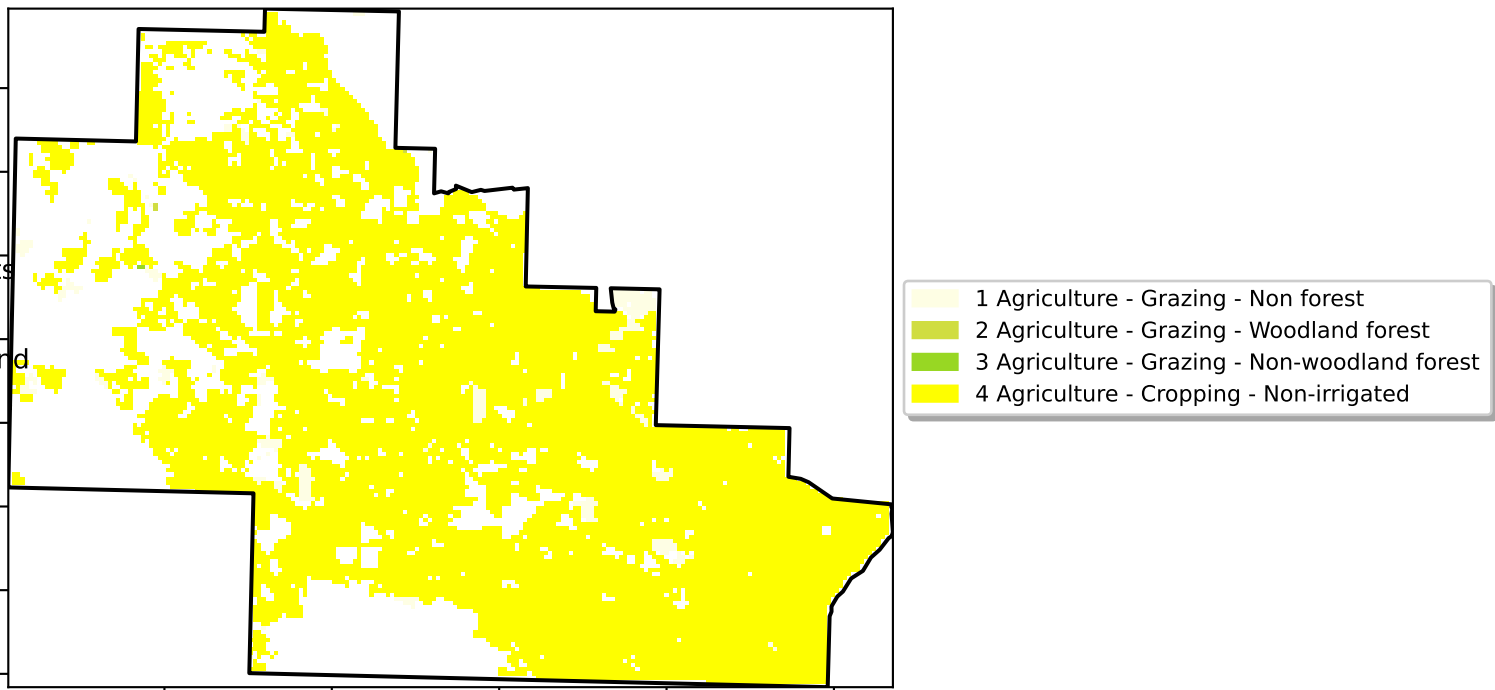 1 Agriculture - Grazing - Non forest
2 Agriculture - Grazing - Woodland forest
3 Agriculture - Grazing - Non-woodland forest
4 Agriculture - Cropping - Non-irrigated